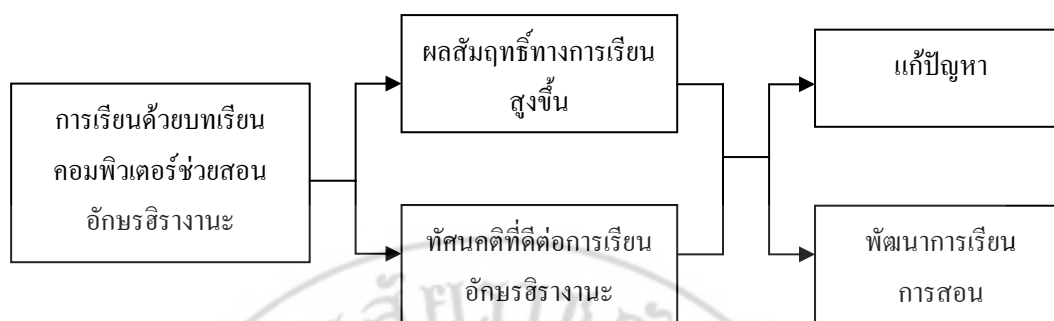 การเรียนด้วยบทเรียน
คอมพิวเตอร์ช่วยสอน
อักษรฮิรางานะ
ผลสัมฤทธิ์ทางการเรียน
สูงขึ้น
ทัศนคติที่ดีต่อการเรียน
อักษรฮิรางานะ
แก้ปัญหา
พัฒนาการเรียน
การสอน